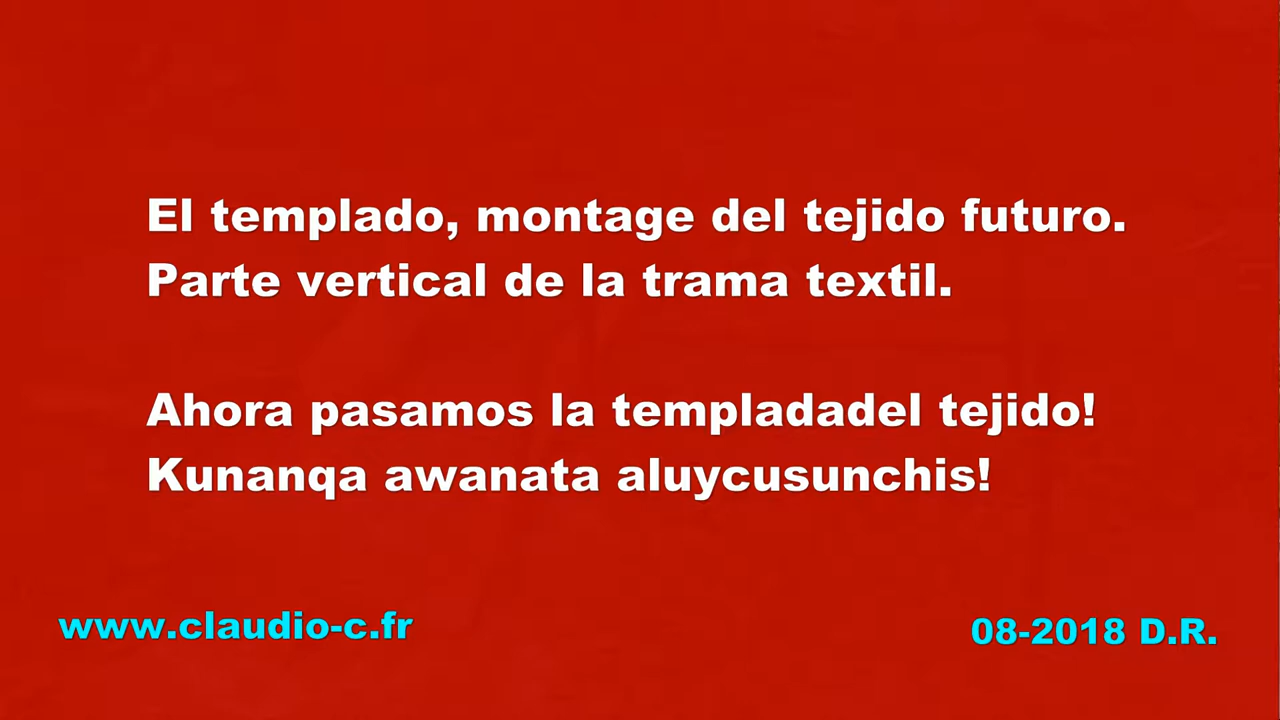 El templado, montage del tejido futuro.
Parte vertical de la trama textil.
Ahora pasamos la templadadel tejido!
Kunanqa awanata aluycusunchis!
www.claudio-c.fr
08-2018 D.R.